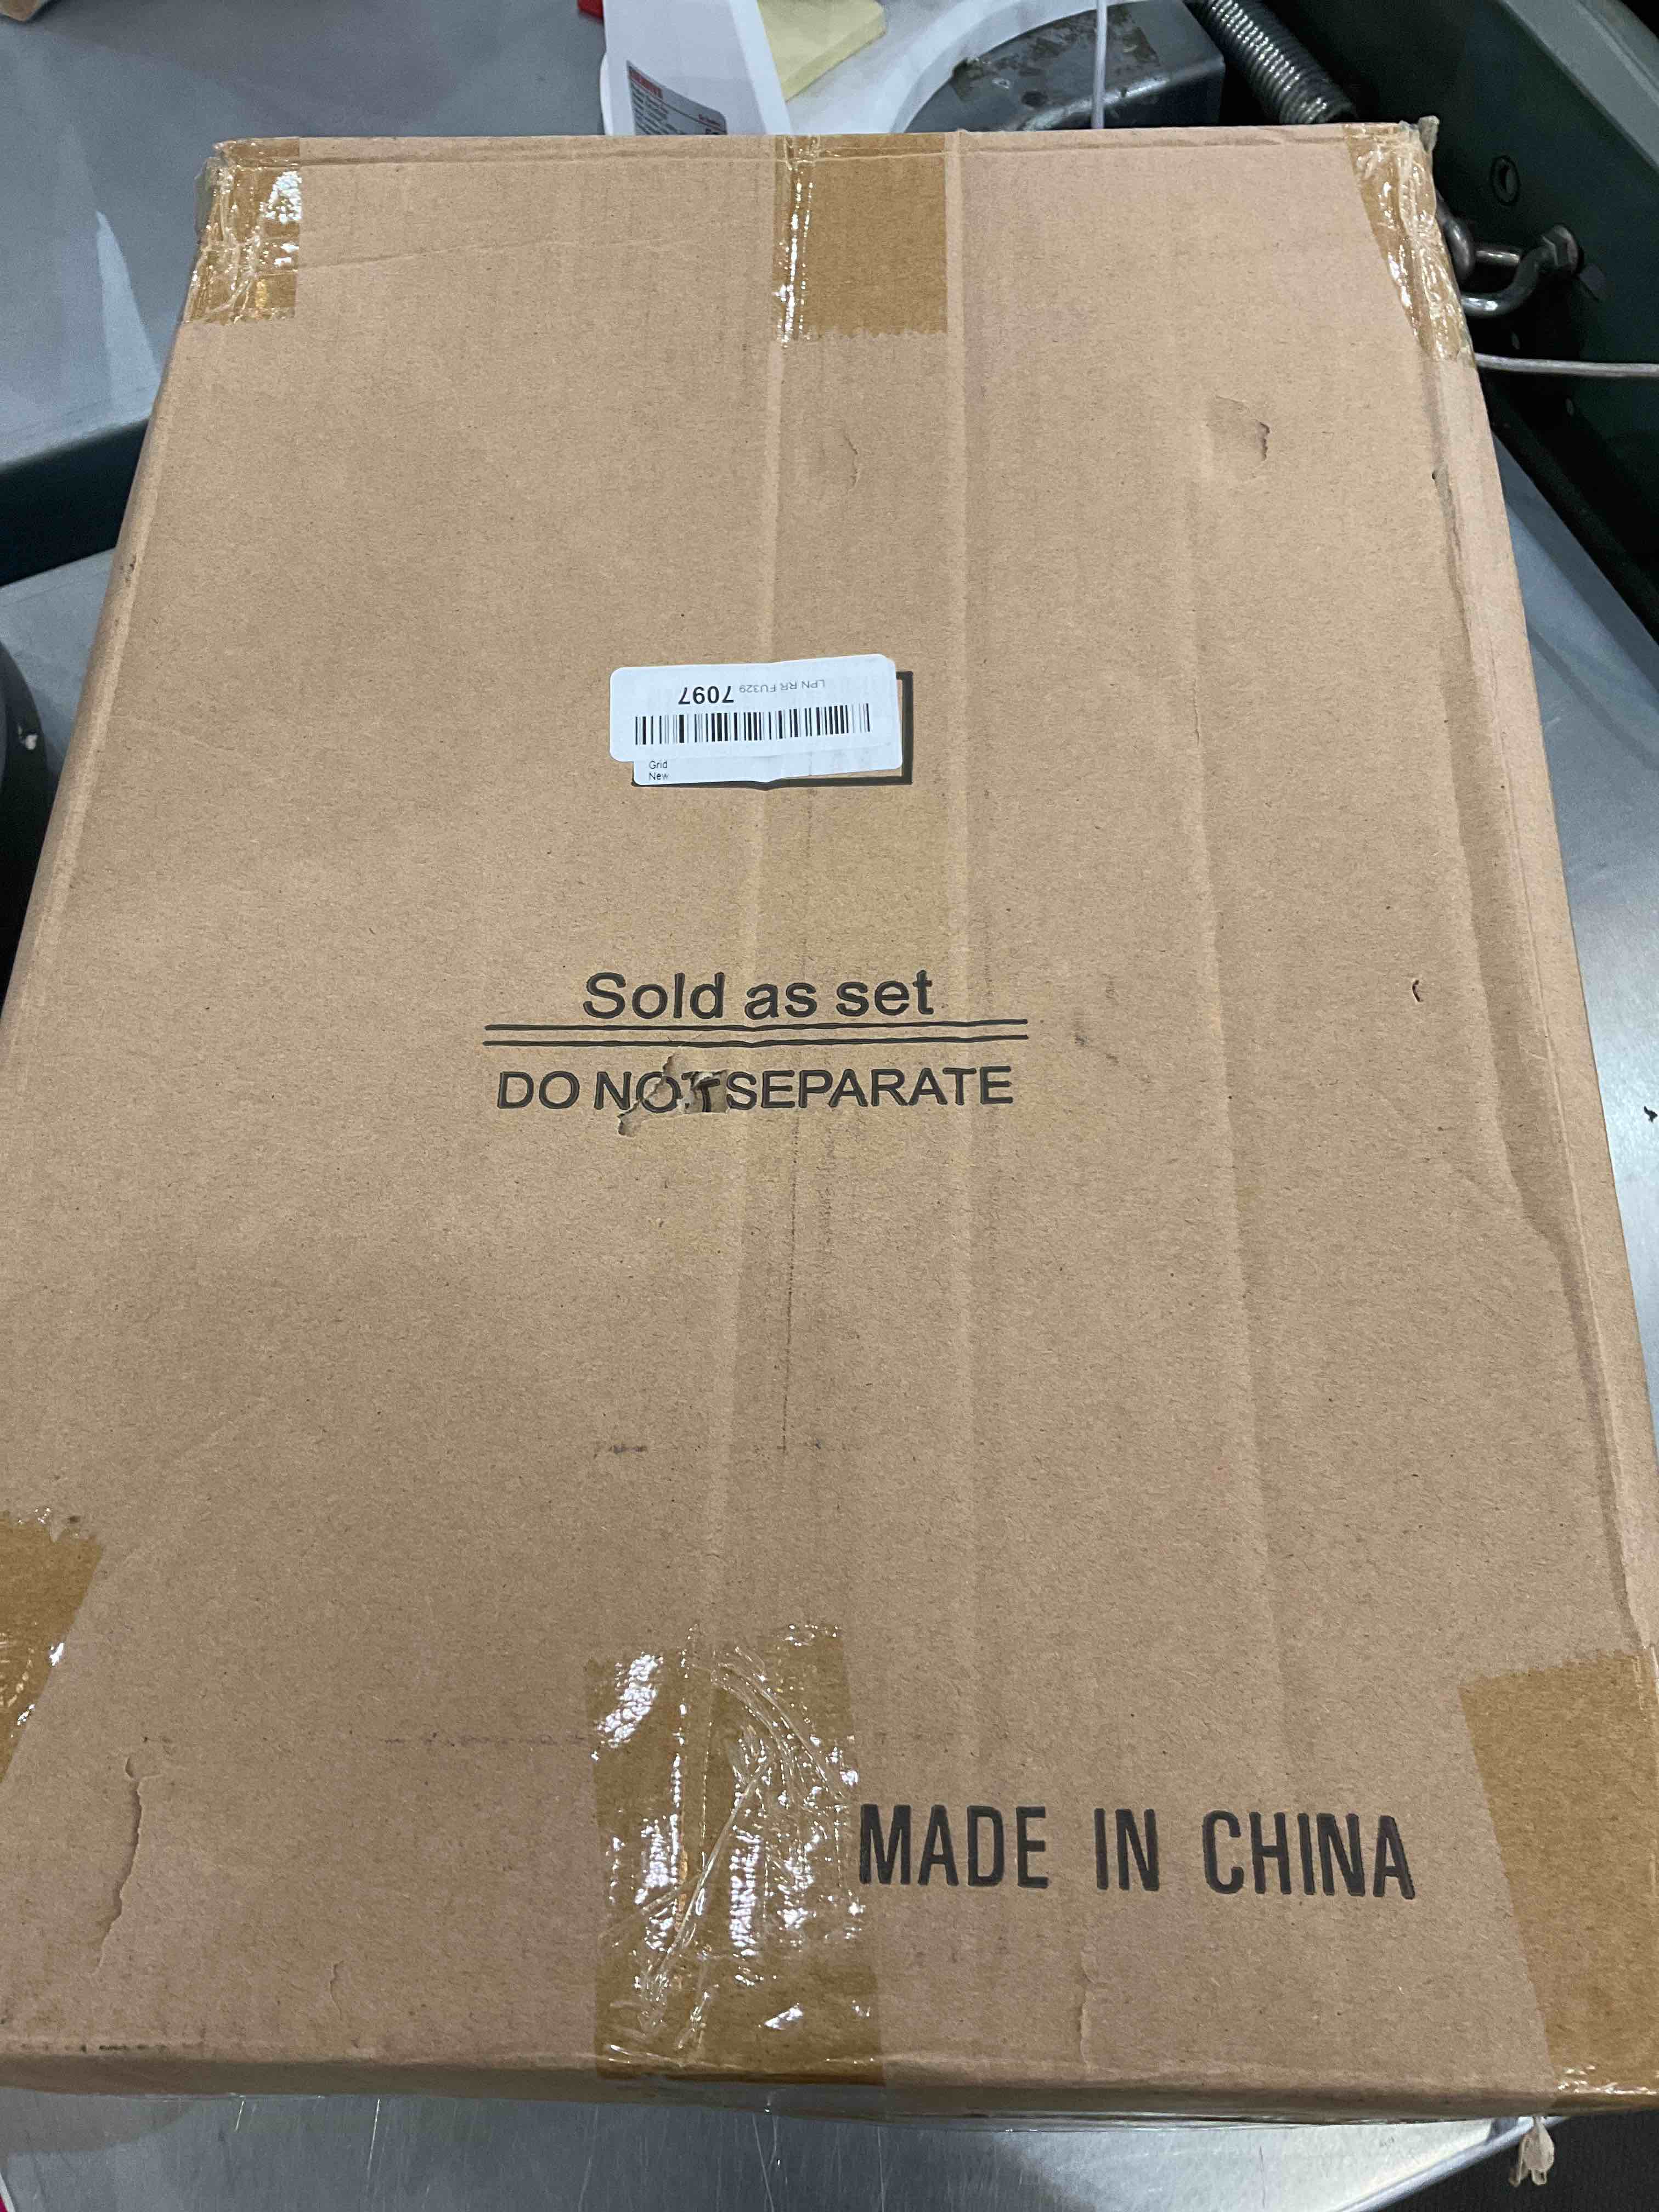 LPN RR FU329 7097
Grid
New
Sold as set
DO NOT SEPARATE
MADE IN CHINA